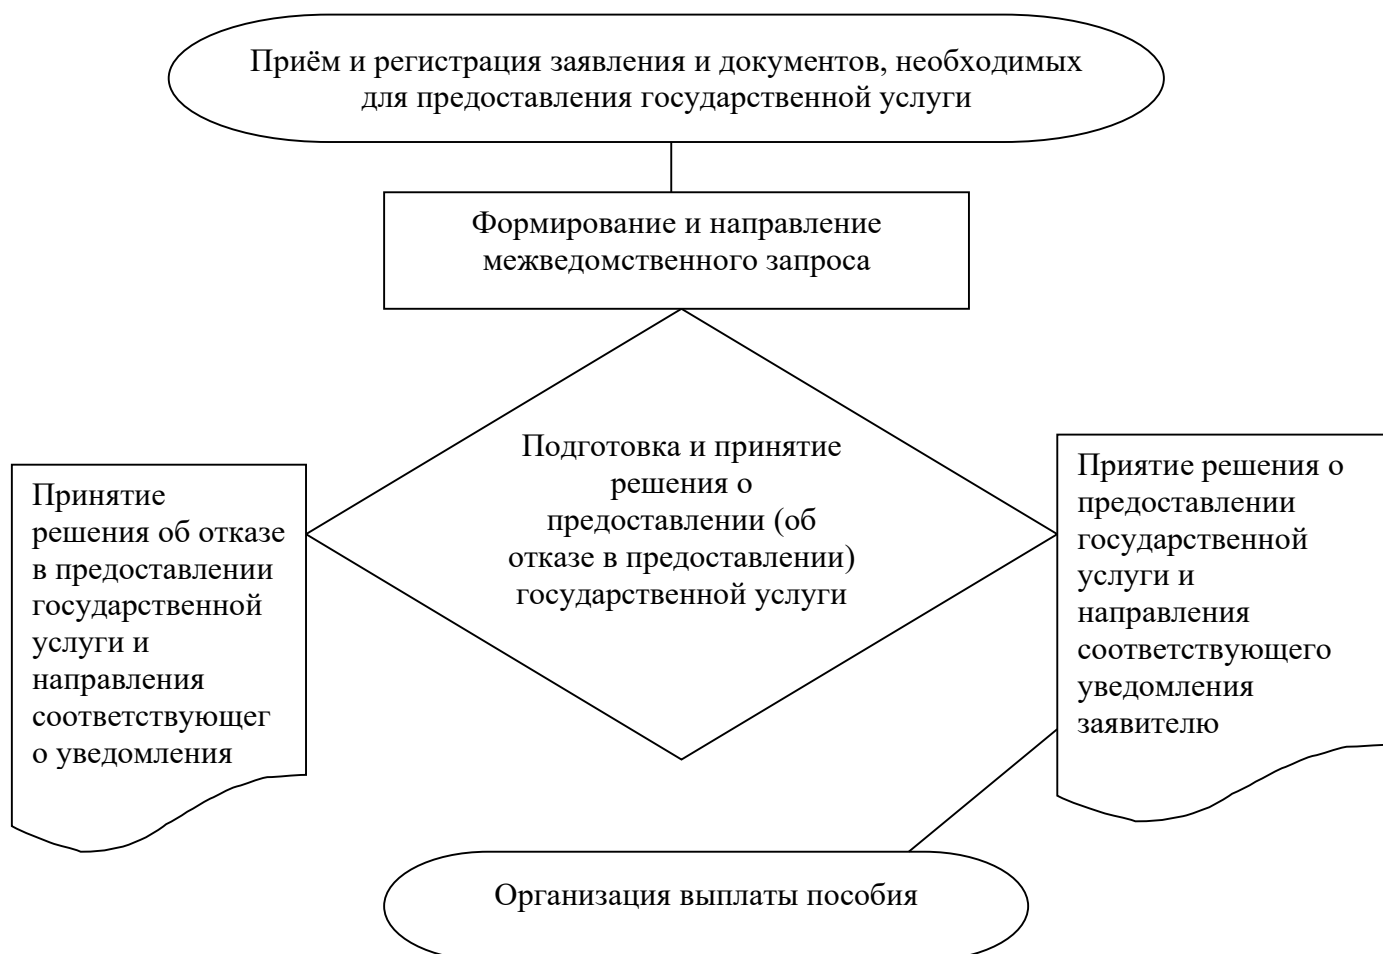 Приём и регистрация заявления и документов, необходимых
для предоставления государственной услуги
Формирование и направление
межведомственного запроса
Подготовка и принятие
решения о
предоставлении (об
отказе в предоставлении)
государственной услуги
Принятие
решения об отказе
в предоставлении
государственной
услуги и
направления
соответствующег
о уведомления
Приятие решения о
предоставлении
государственной
услуги и
направления
соответствующего
уведомления
заявителю
Организация выплаты пособия